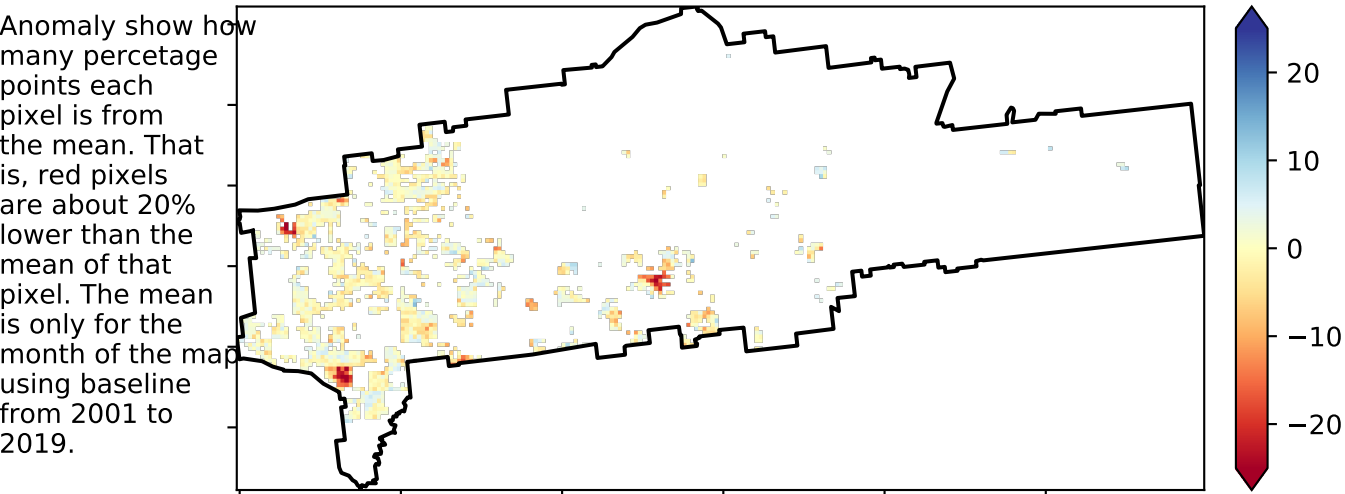 Anomaly show how
many percetage
points each
pixel is from
the mean. That
is, red pixels
are about 20%
lower than the
mean of that
pixel. The mean
is only for the
month of the map
using baseline
from 2001 to
2019.
20
10
0
−10
−20